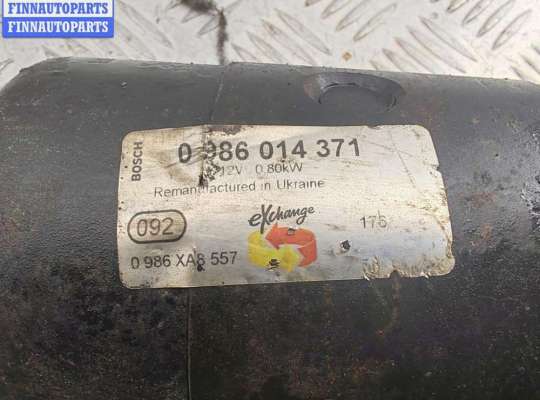 FINNAUTOPARTS
FINNAUTOPARTS
BOSCH
0 986 014 371
12V 0.80kW
Remanufactured in Ukraine
eXchange
175
092
0 986 XA8 557